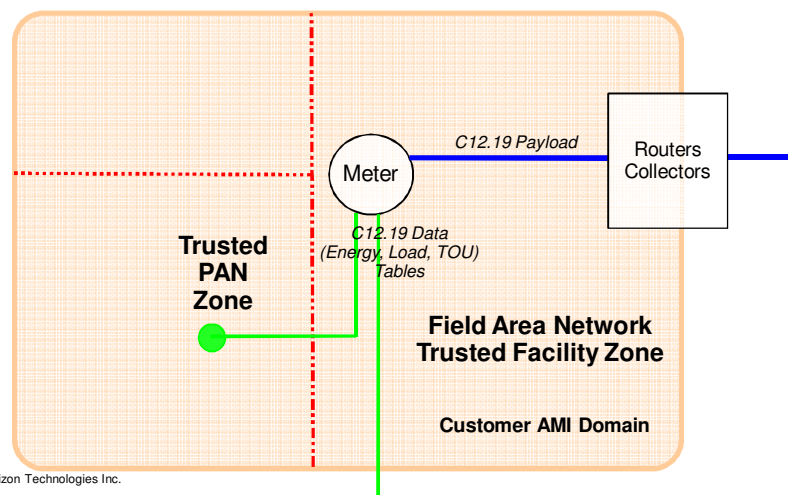 C12.19 Payload
Routers
Collectors
Meter
C12.19 Data
(Energy, Load, TOU)
Tables
Trusted
PAN
Zone
Field Area Network
Trusted Facility Zone
Customer AMI Domain
izon Technologies Inc.